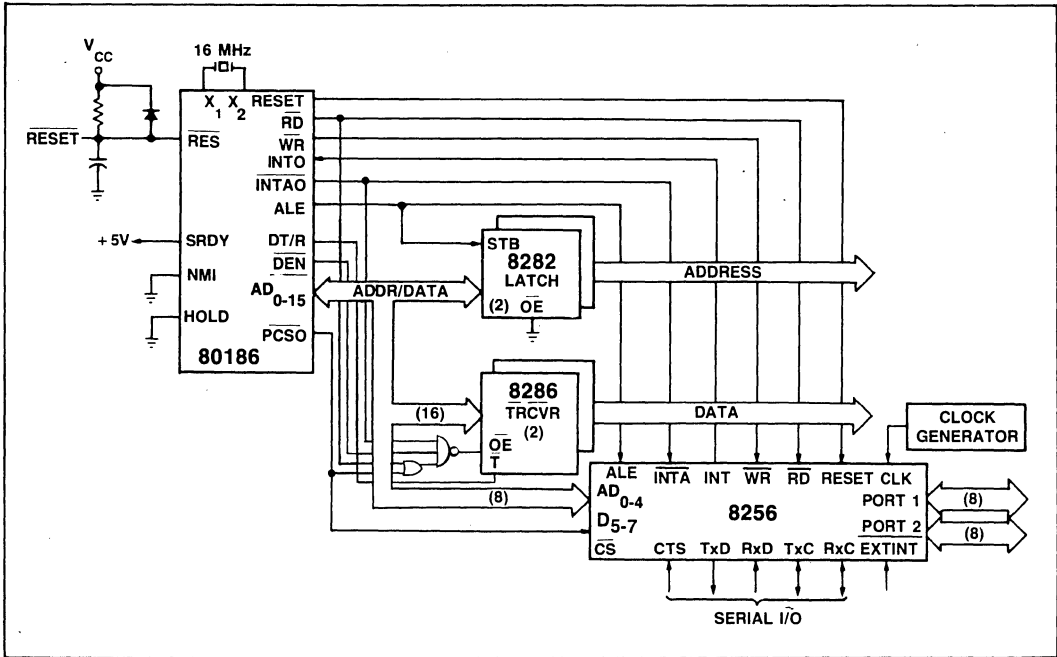 VCC
16 MHz
X1 X2
RESET
RD
RESET
RES
WR
INTO
INTAO
ALE
+ 5V
SRDY
DT/R
NMI
DEN
AD0-15
HOLD
PCSO
80186
ADDR/DATA
STB
8282
LATCH
(2) OE
ADDRESS
8286
TRCVR
(2)
OE
T
(16)
DATA
CLOCK
GENERATOR
(8)
ALE INTA INT WR RD RESET CLK
AD0-4
PORT 1
(8)
D5-7
8256
PORT 2
(8)
CS CTS TxD RxD TxC RxC EXTINT
SERIAL I/O